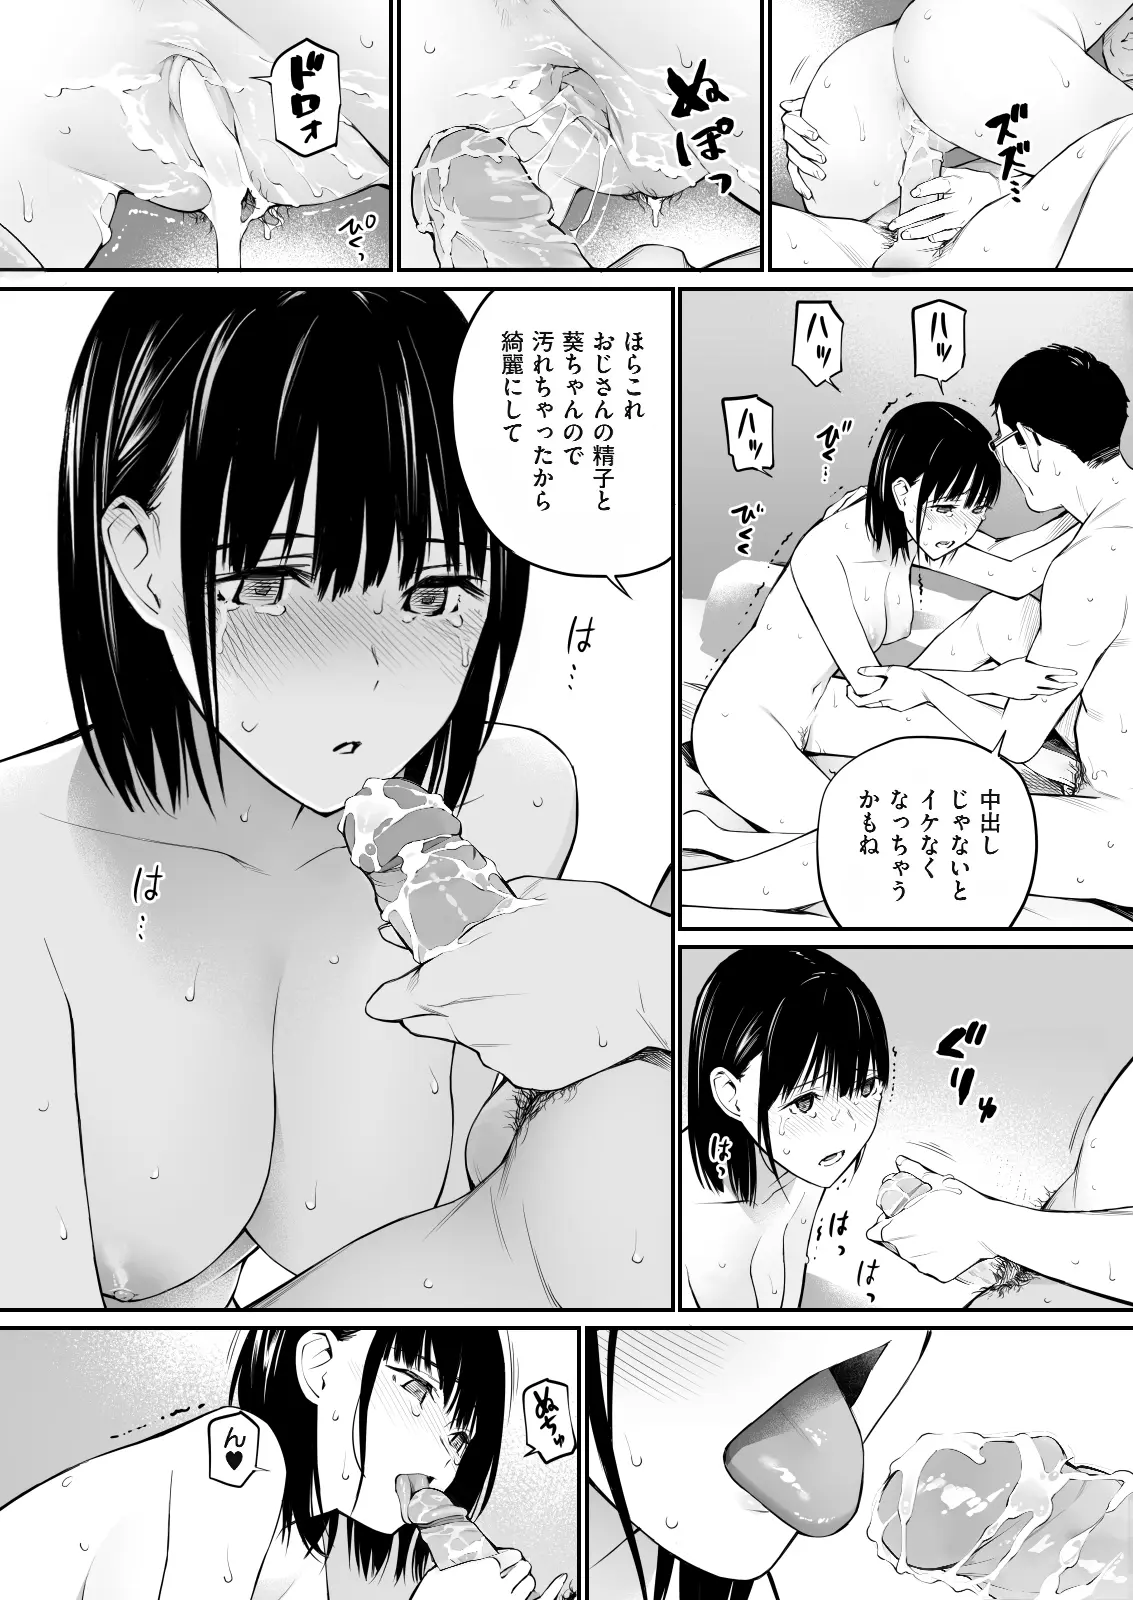 ズズ…
ぬぽっ
ドロォ
ぴくっ
ハッ
ハッ
ハッ
びく…
びくく
中出し
じゃないと
イケなく
なっちゃう
かもね
ほらこれ
おじさんの精子と
葵ちゃんので
汚れちゃったから
綺麗にして
は…
は…
ぐりゅ
はっ
はっ
はっ
ぬちゅ
ん♥